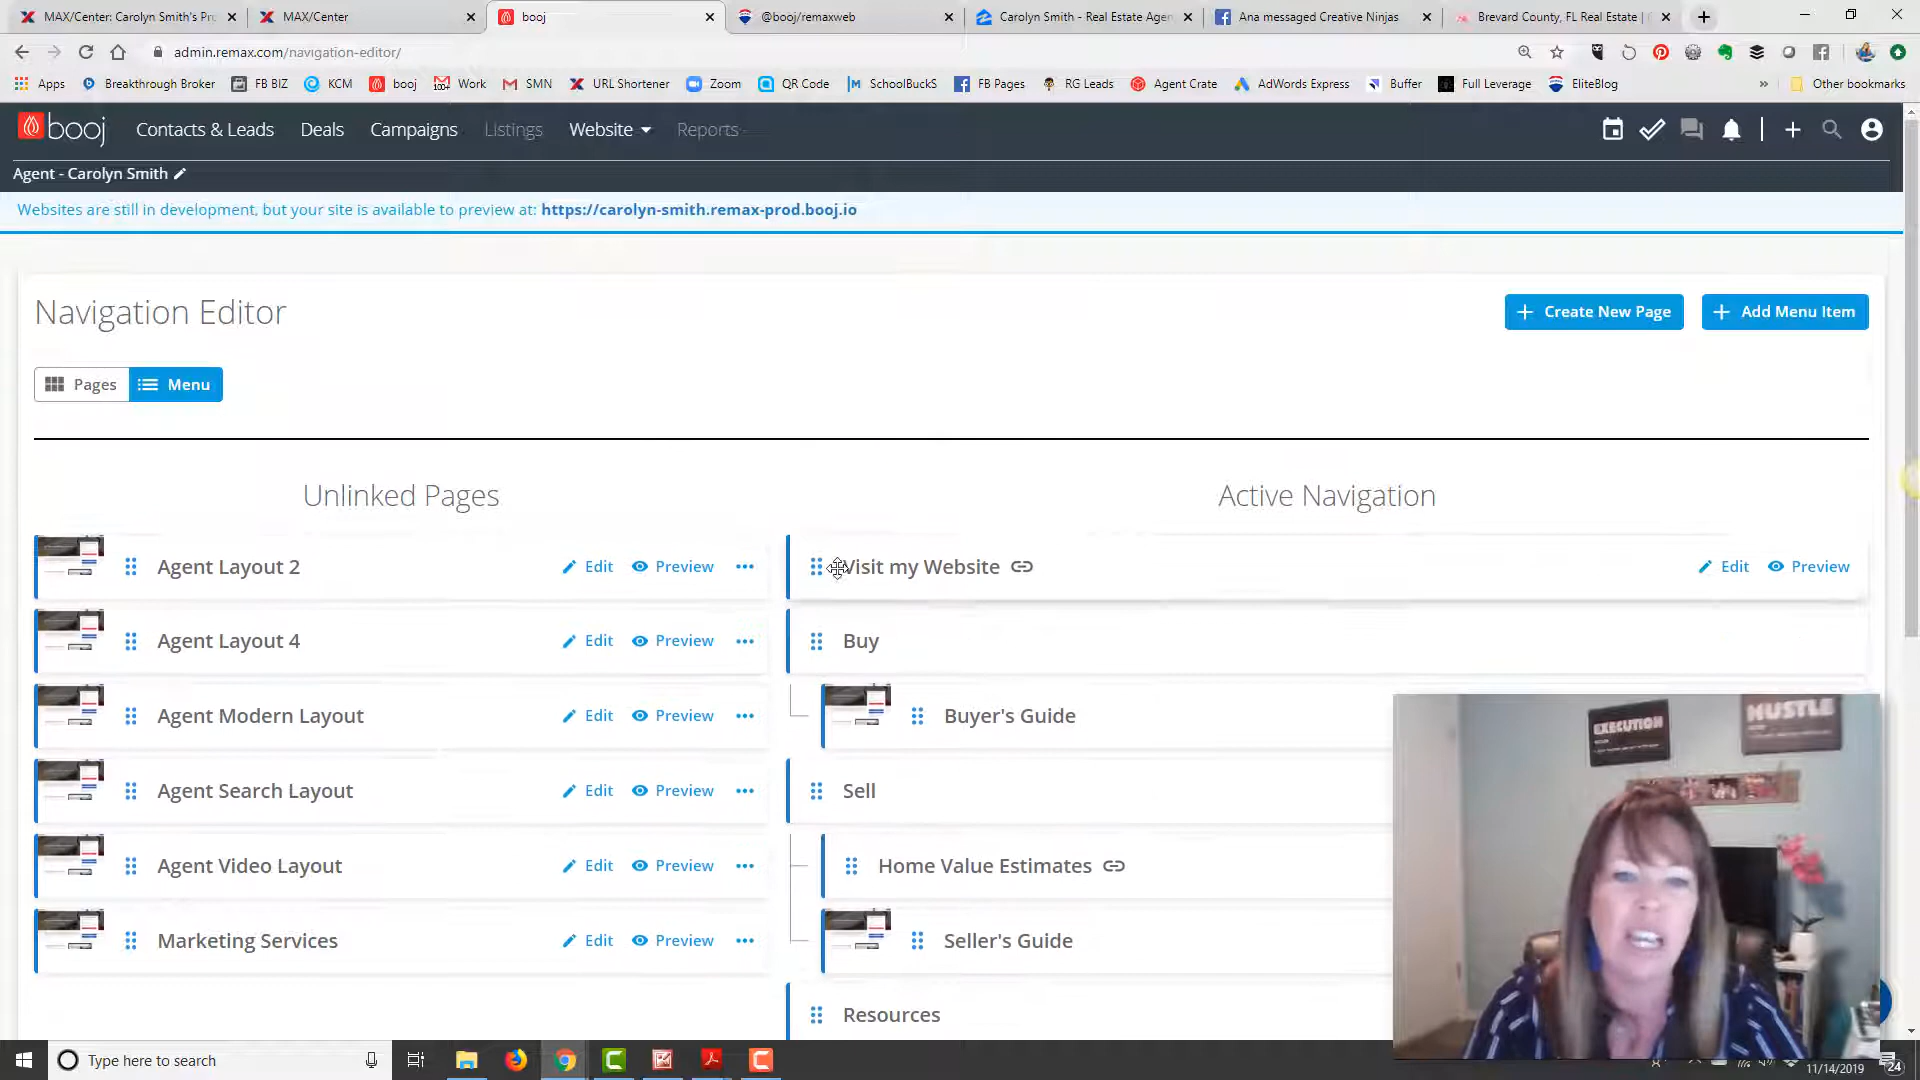 MAX/Center: Carolyn Smith's Pro
MAX/Center
booj
@booj/remaxweb
Carolyn Smith - Real Estate Agen
Ana messaged Creative Ninjas
Brevard County, FL Real Estate |
admin.remax.com/navigation-editor/
Apps
Breakthrough Broker
FB BIZ
KCM
booj
Work
SMN
URL Shortener
Zoom
QR Code
SchoolBuckS
FB Pages
RG Leads
Agent Crate
AdWords Express
Buffer
Full Leverage
EliteBlog
»
Other bookmarks
booj
Contacts & Leads
Deals
Campaigns
Listings
Website
Reports
Agent - Carolyn Smith
Websites are still in development, but your site is available to preview at: https://carolyn-smith.remax-prod.booj.io
Navigation Editor
+ Create New Page
+ Add Menu Item
Pages
Menu
Unlinked Pages
Active Navigation
Agent Layout 2 Edit Preview ...
Visit my Website Edit Preview
Agent Layout 4 Edit Preview ...
Buy
Agent Modern Layout Edit Preview ...
Buyer's Guide
EXECUTION
HUSTLE
Agent Search Layout Edit Preview ...
Sell
Agent Video Layout Edit Preview ...
Home Value Estimates
Marketing Services Edit Preview ...
Seller's Guide
Resources
Type here to search
11/14/2019
24